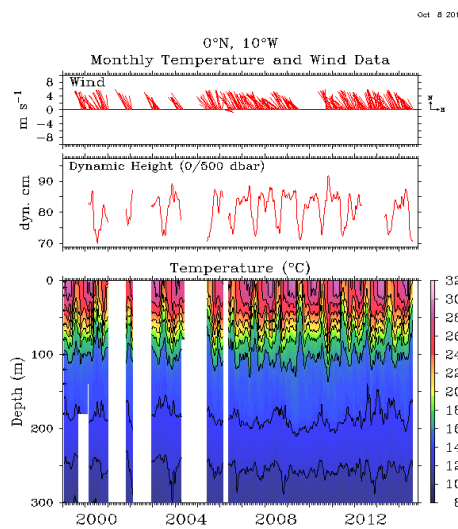 Oct 8 201
0°N, 10°W
Monthly Temperature and Wind Data
Wind
8
4
0
-4
-8
m s⁻¹
N
E
Dynamic Height (0/500 dbar)
90
80
70
dyn. cm
Temperature (°C)
0
100
200
300
Depth (m)
32
30
28
26
24
22
20
18
16
14
12
10
8
2000 2004 2008 2012